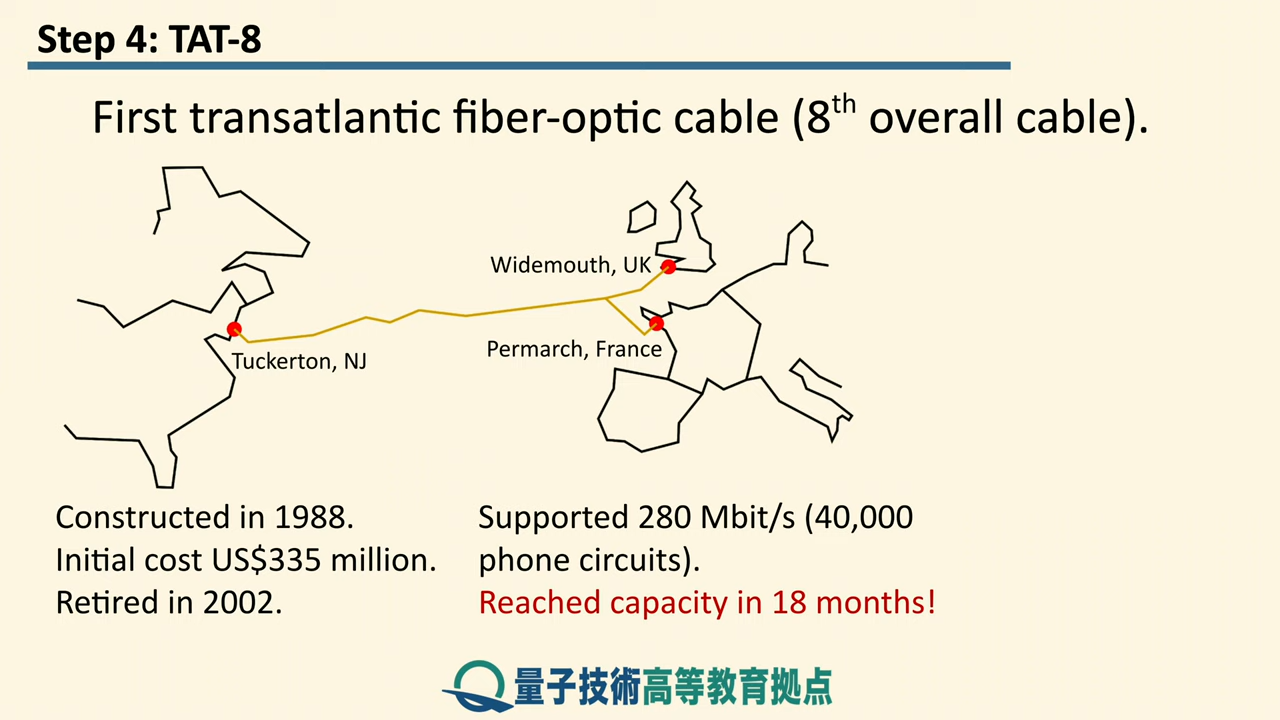 Step 4: TAT-8
First transatlantic fiber-optic cable (8th overall cable).
Widemouth, UK
Permarch, France
Tuckerton, NJ
Constructed in 1988.
Initial cost US$335 million.
Retired in 2002.
Supported 280 Mbit/s (40,000
phone circuits).
Reached capacity in 18 months!
量子技術高等教育拠点